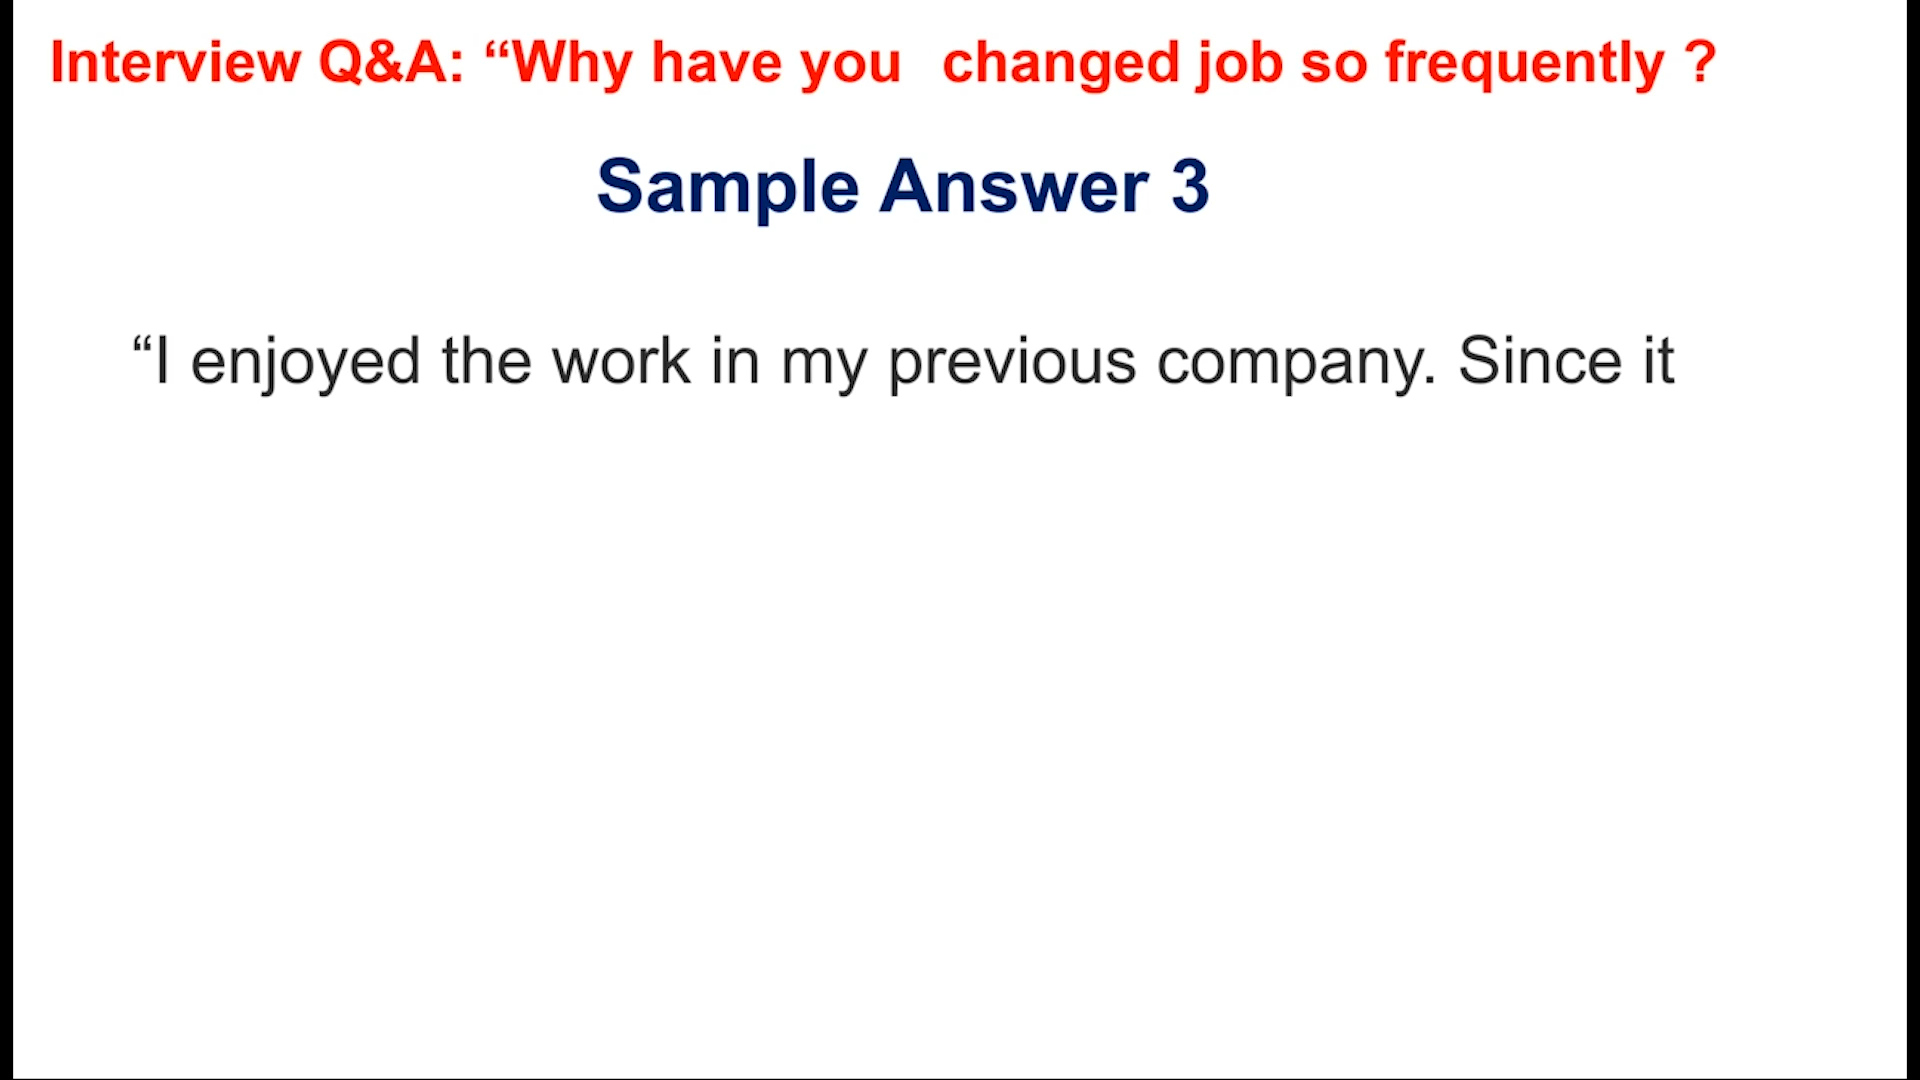 Interview Q&A: “Why have you changed job so frequently ?
Sample Answer 3
“I enjoyed the work in my previous company. Since it